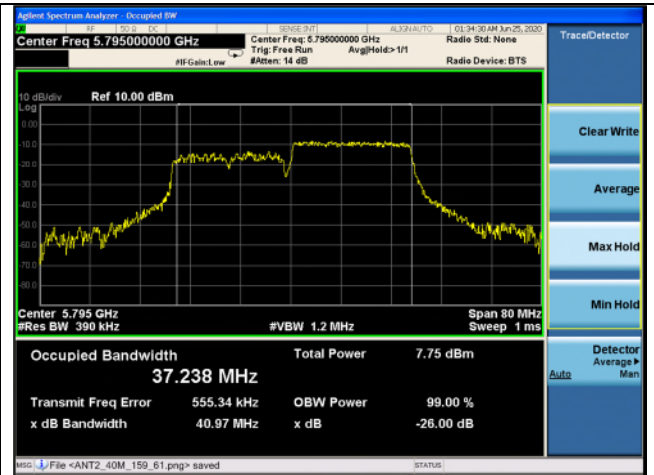 Agilent Spectrum Analyzer - Occupied BW
RF 50 Ω DC SENSE:INT ALIGN AUTO 01:34:30 AM Jun 25, 2020
Center Freq 5.795000000 GHz
Center Freq: 5.795000000 GHz
Radio Std: None
Trig: Free Run Avg|Hold:>1/1
#IFGain:Low #Atten: 14 dB Radio Device: BTS
Trace/Detector
10 dB/div Ref 10.00 dBm
Log
0.00
-10.0
-20.0
-30.0
-40.0
-50.0
-60.0
-80.0
Clear Write
Average
Max Hold
Min Hold
Detector
Average▶
Auto Man
Center 5.795 GHz Span 80 MHz
#Res BW 390 kHz #VBW 1.2 MHz Sweep 1 ms
Occupied Bandwidth Total Power 7.75 dBm
37.238 MHz
Transmit Freq Error 555.34 kHz OBW Power 99.00 %
x dB Bandwidth 40.97 MHz x dB -26.00 dB
MSG File <ANT2_40M_159_61.png> saved STATUS